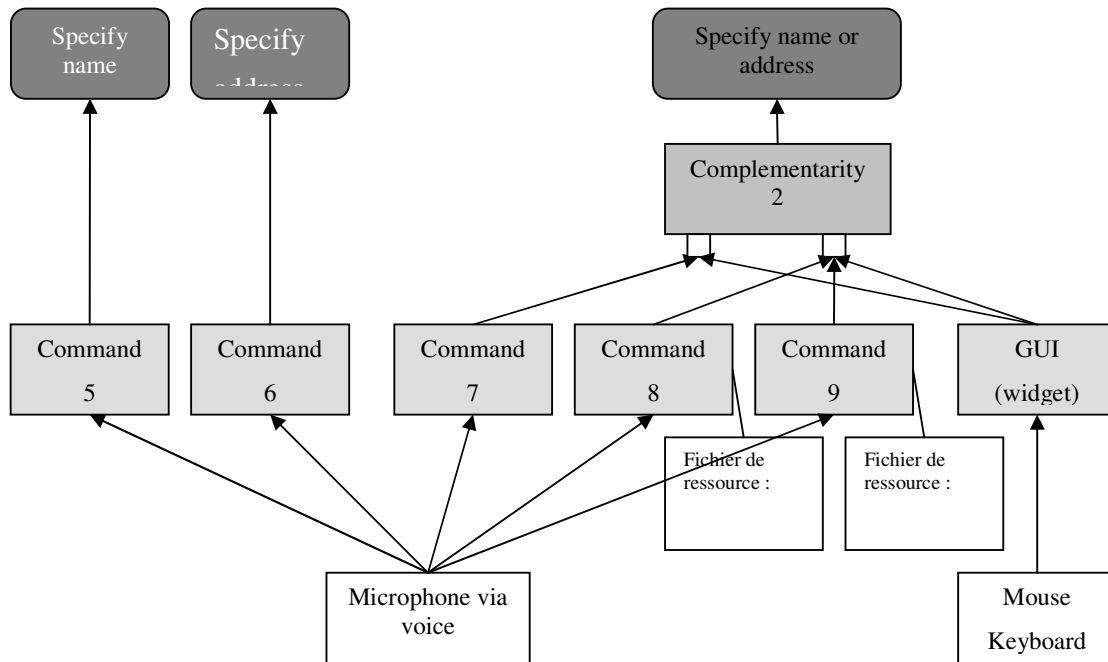 Specify
name
Specify
address
Specify name or
address
Complementarity
2
Command
5
Command
6
Command
7
Command
8
Command
9
GUI
(widget)
Fichier de
ressource :
Fichier de
ressource :
Microphone via
voice
Mouse
Keyboard